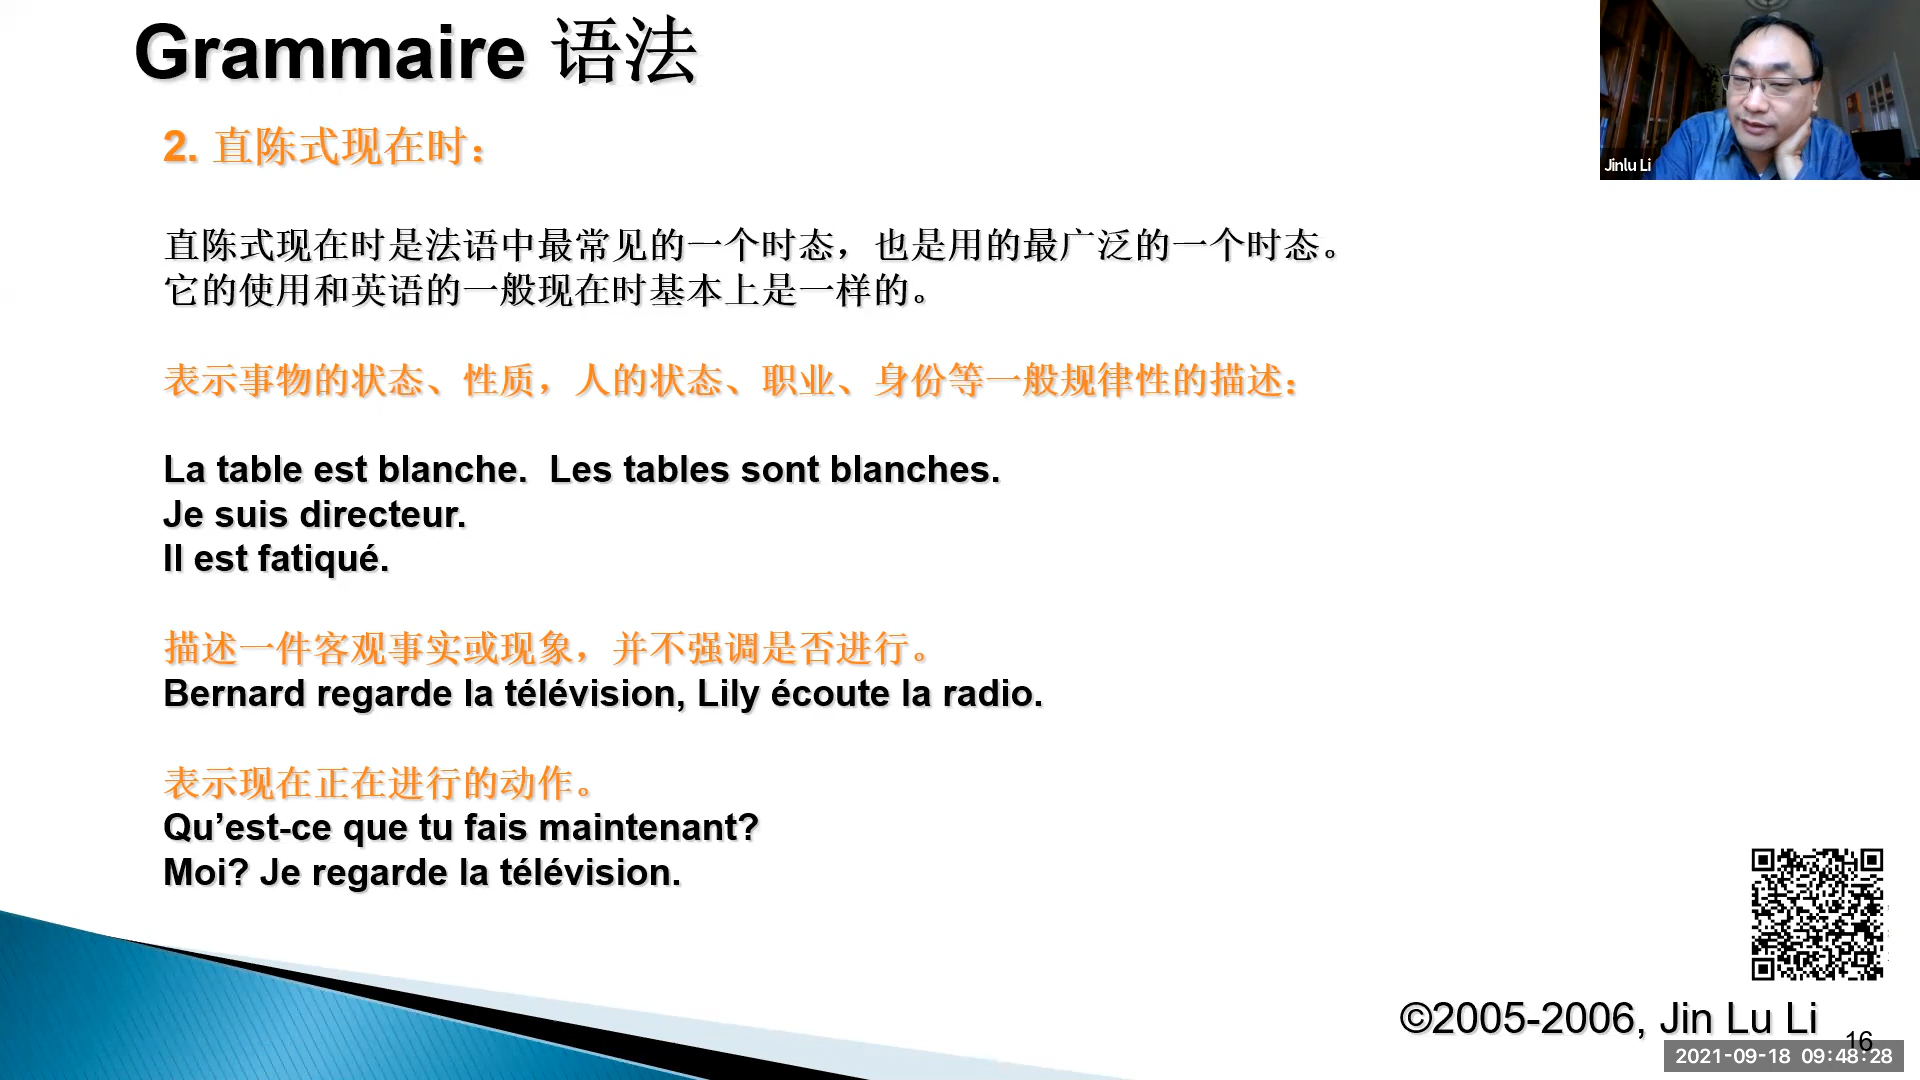 Grammaire 语法
Jinlu Li
2. 直陈式现在时：
直陈式现在时是法语中最常见的一个时态，也是用的最广泛的一个时态。
它的使用和英语的一般现在时基本上是一样的。
表示事物的状态、性质，人的状态、职业、身份等一般规律性的描述：
La table est blanche.  Les tables sont blanches.
Je suis directeur.
Il est fatiqué.
描述一件客观事实或现象，并不强调是否进行。
Bernard regarde la télévision, Lily écoute la radio.
表示现在正在进行的动作。
Qu’est-ce que tu fais maintenant?
Moi? Je regarde la télévision.
©2005-2006, Jin Lu Li
16
2021-09-18 09:48:28